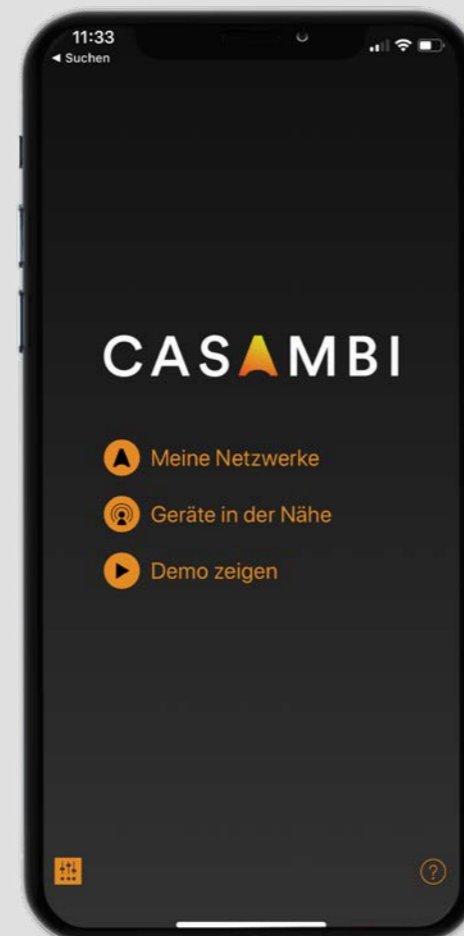 11:33
◀ Suchen
CASAMBI
Meine Netzwerke
Geräte in der Nähe
Demo zeigen
?